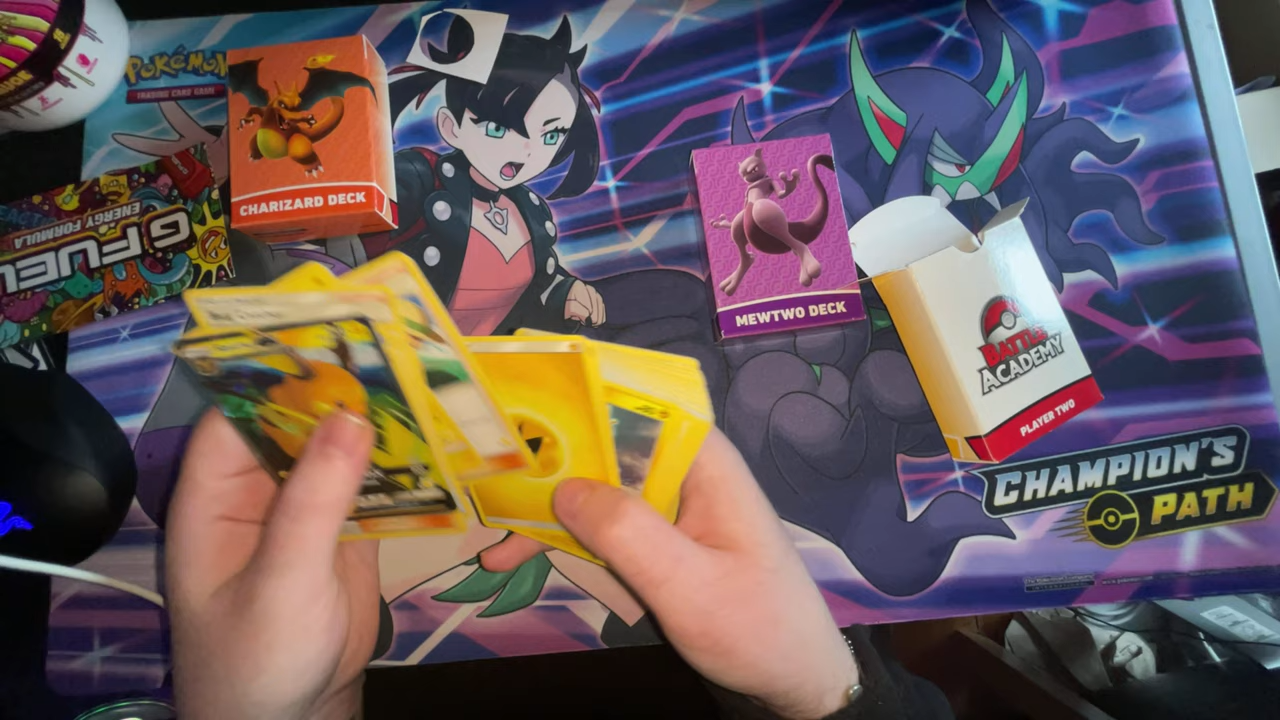 POKéMON
TRADING CARD GAME
CHARIZARD DECK
G FUEL
ENERGY FORMULA
MEWTWO DECK
BATTLE
ACADEMY
PLAYER TWO
CHAMPION'S
PATH